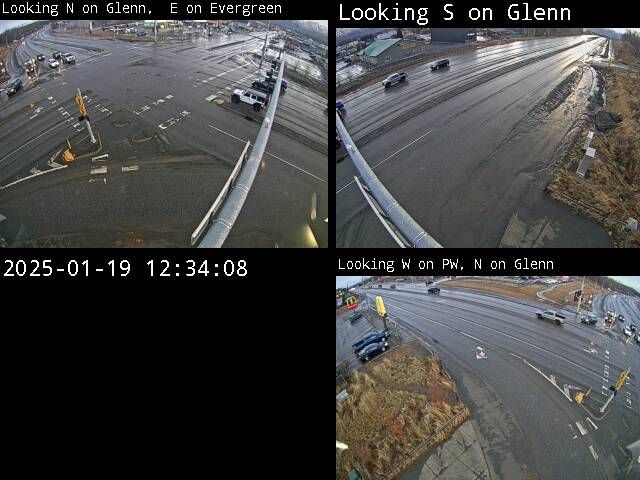 Looking N on Glenn, E on Evergreen
Looking S on Glenn
2025-01-19 12:34:08
Looking W on PW, N on Glenn